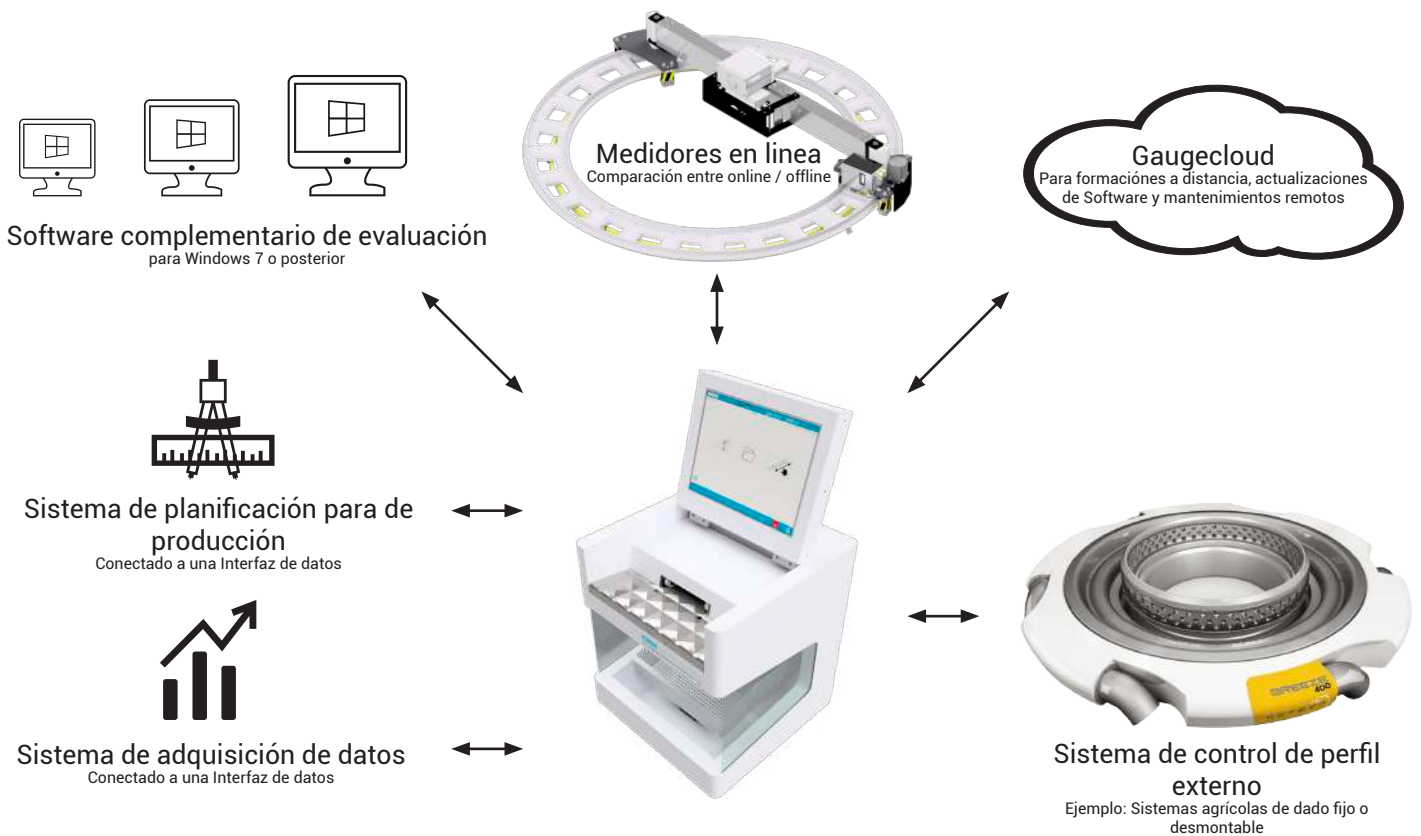 Medidores en linea
Comparación entre online / offline
Gaugecloud
Para formaciónes a distancia, actualizaciones
de Software y mantenimientos remotos
Software complementario de evaluación
para Windows 7 o posterior
Sistema de planificación para de
producción
Conectado a una Interfaz de datos
Sistema de adquisición de datos
Conectado a una Interfaz de datos
BREEZE
400
Sistema de control de perfil
externo
Ejemplo: Sistemas agrícolas de dado fijo o
desmontable